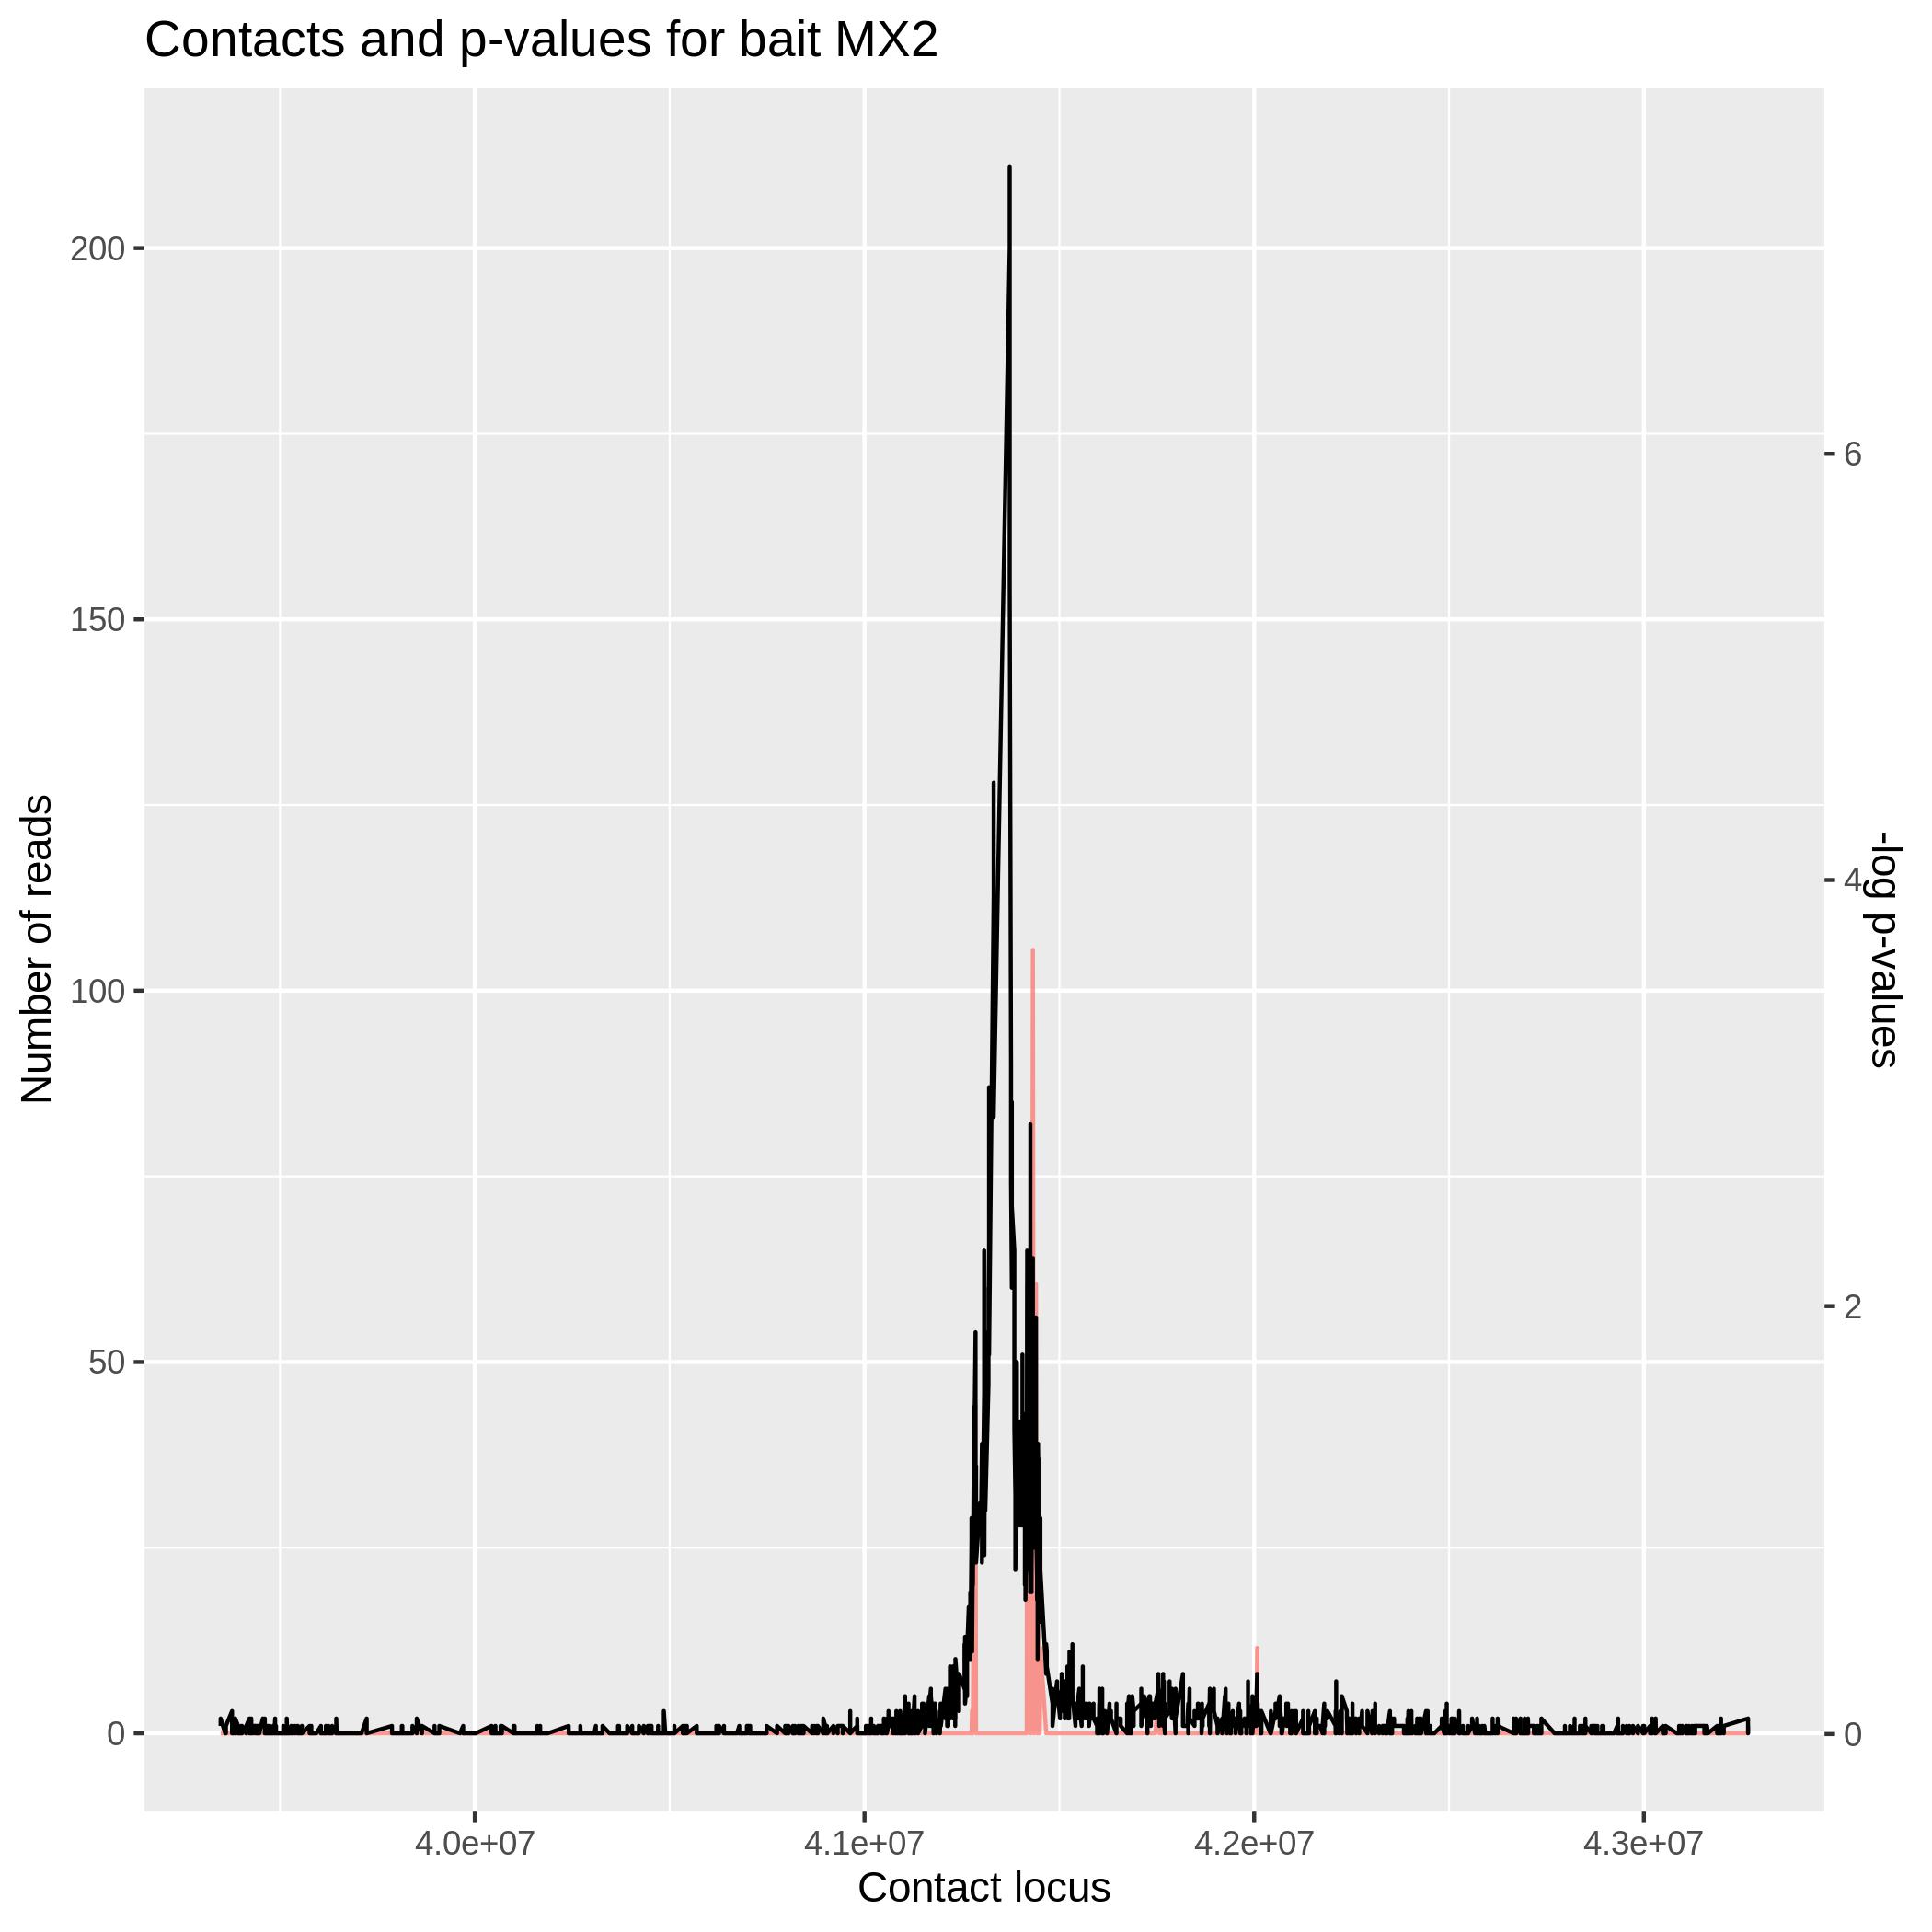 Contacts and p-values for bait MX2
200
150
100
50
0
Number of reads
6
4
2
0
-log p-values
4.0e+07
4.1e+07
4.2e+07
4.3e+07
Contact locus